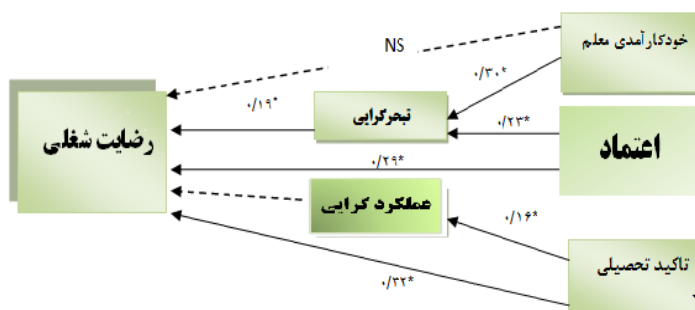 خودکارآمدی معلم
NS
۰/۳۰*
۰/۱۹*
تبحرگرایی
رضایت شغلی
۰/۲۳*
اعتماد
۰/۲۹*
عملکرد گرایی
۰/۱۶*
تاکید تحصیلی
۰/۳۲*